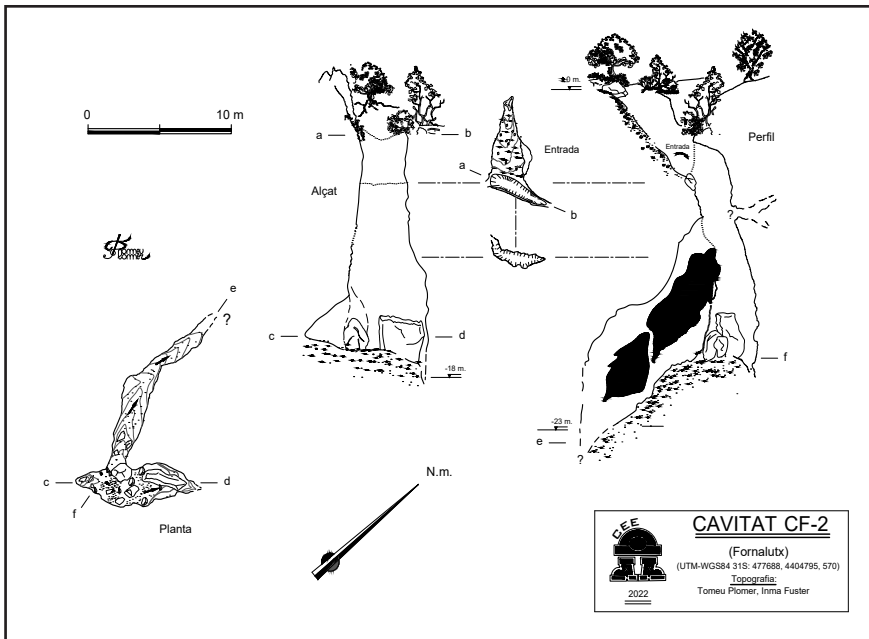 0
10 m
a
b
Alçat
c
d
-18 m.
Entrada
a
b
±0 m.
Entrada
Perfil
?
f
-23 m.
e
?
e
?
c
d
f
Planta
N.m.
CEE
2022
CAVITAT CF-2
(Fornalutx)
(UTM-WGS84 31S: 477688, 4404795, 570)
Topografia:
Tomeu Plomer, Inma Fuster